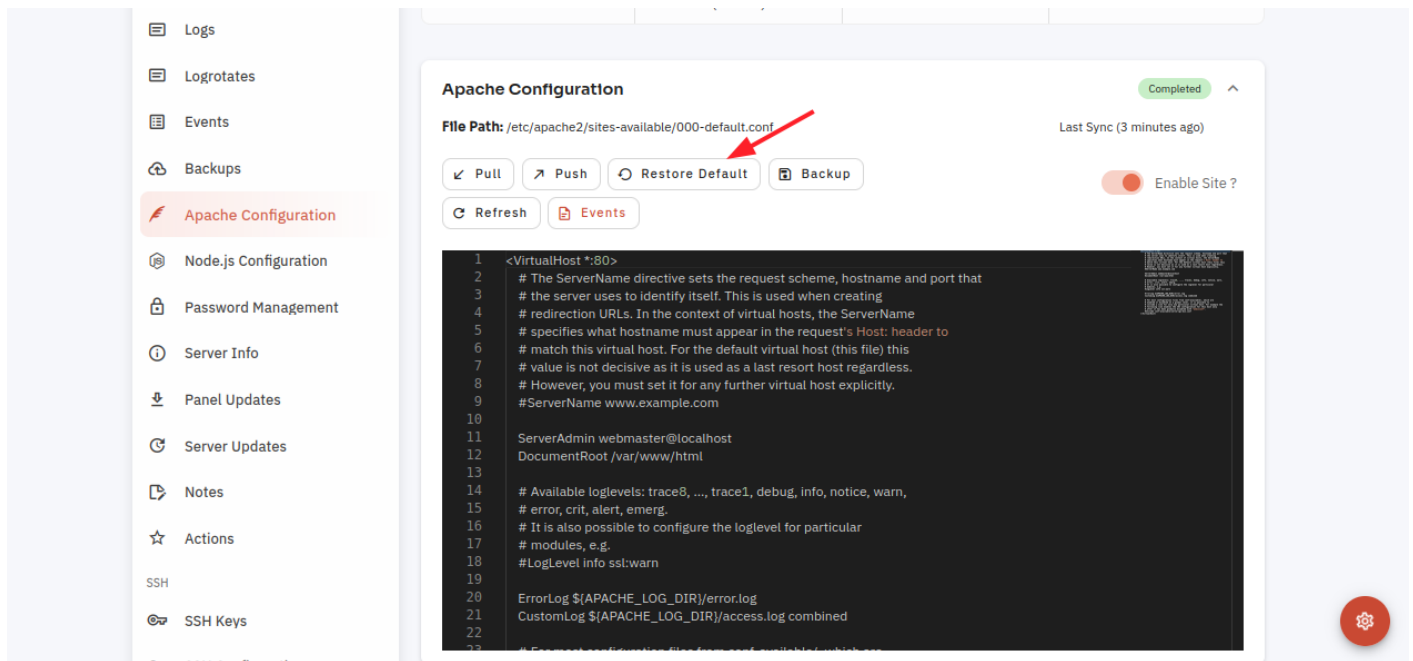 Logs
Logrotates
Events
Backups
Apache Configuration
Node.js Configuration
Password Management
Server Info
Panel Updates
Server Updates
Notes
Actions
SSH
SSH Keys
Apache Configuration
Completed
File Path: /etc/apache2/sites-available/000-default.conf
Last Sync (3 minutes ago)
Pull Push Restore Default Backup
Enable Site ?
Refresh Events
1 <VirtualHost *:80>
2 # The ServerName directive sets the request scheme, hostname and port that
3 # the server uses to identify itself. This is used when creating
4 # redirection URLs. In the context of virtual hosts, the ServerName
5 # specifies what hostname must appear in the request's Host: header to
6 # match this virtual host. For the default virtual host (this file) this
7 # value is not decisive as it is used as a last resort host regardless.
8 # However, you must set it for any further virtual host explicitly.
9 #ServerName www.example.com
10
11 ServerAdmin webmaster@localhost
12 DocumentRoot /var/www/html
13
14 # Available loglevels: trace8, ..., trace1, debug, info, notice, warn,
15 # error, crit, alert, emerg.
16 # It is also possible to configure the loglevel for particular
17 # modules, e.g.
18 #LogLevel info ssl:warn
19
20 ErrorLog ${APACHE_LOG_DIR}/error.log
21 CustomLog ${APACHE_LOG_DIR}/access.log combined
22
23 # For most configuration files from conf-available/, which are